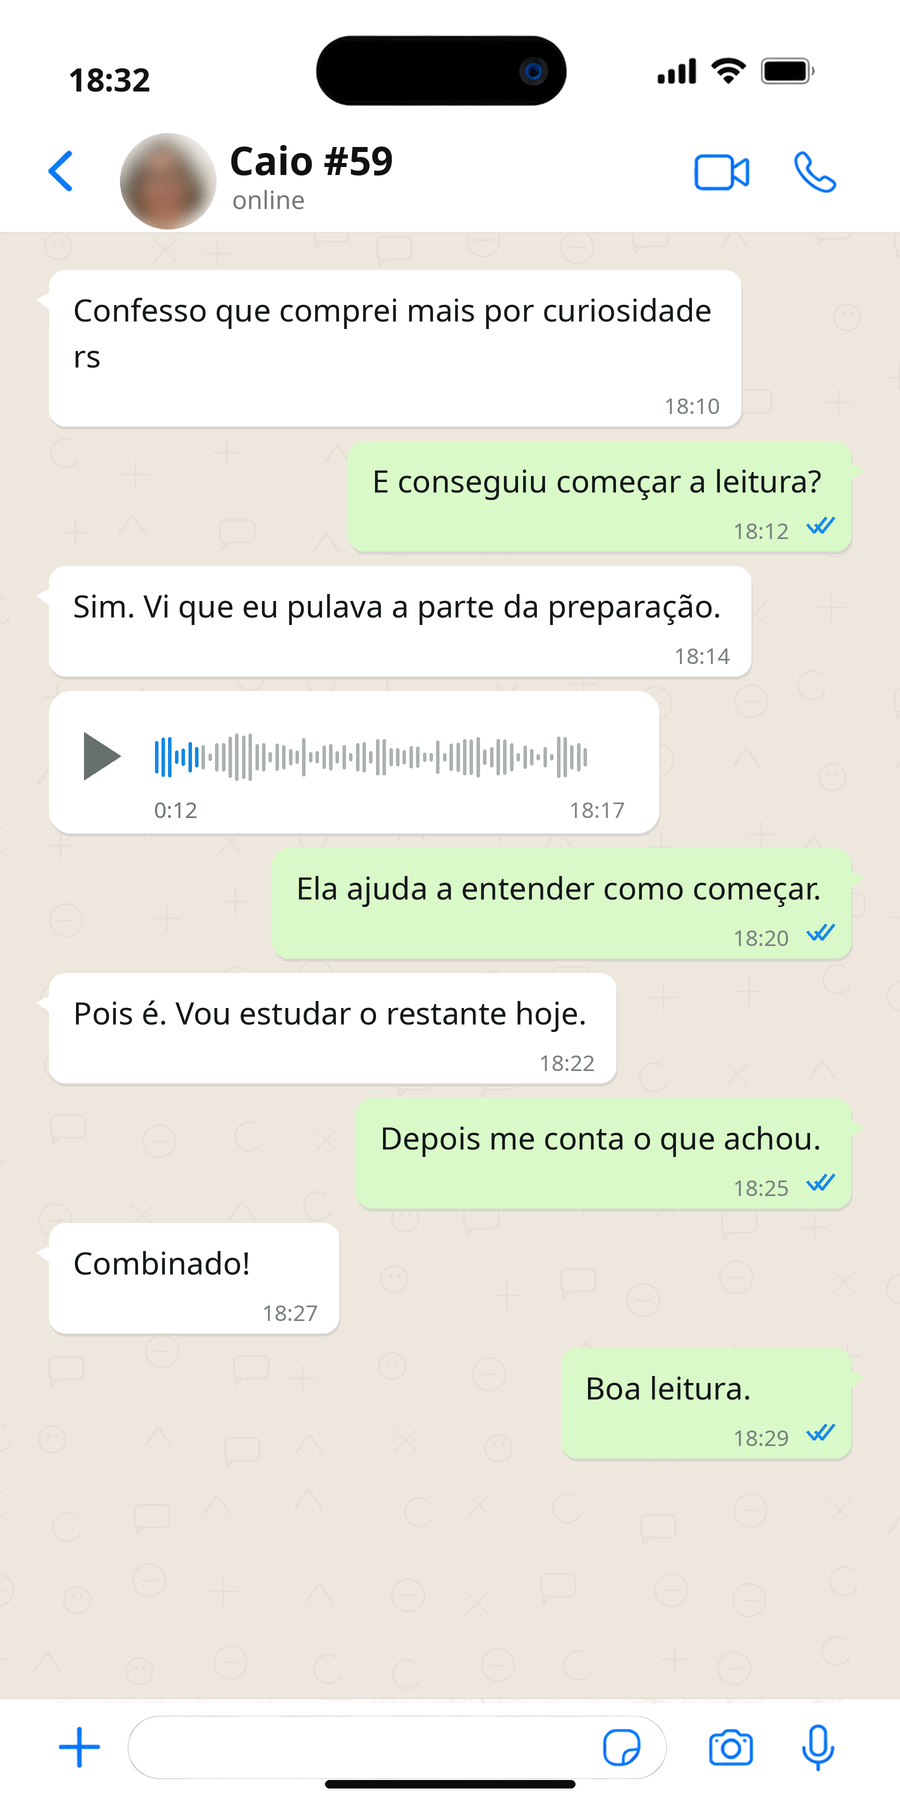 18:32
Caio #59
online
Confesso que comprei mais por curiosidade
rs
18:10
E conseguiu começar a leitura?
18:12
Sim. Vi que eu pulava a parte da preparação.
18:14
0:12
18:17
Ela ajuda a entender como começar.
18:20
Pois é. Vou estudar o restante hoje.
18:22
Depois me conta o que achou.
18:25
Combinado!
18:27
Boa leitura.
18:29